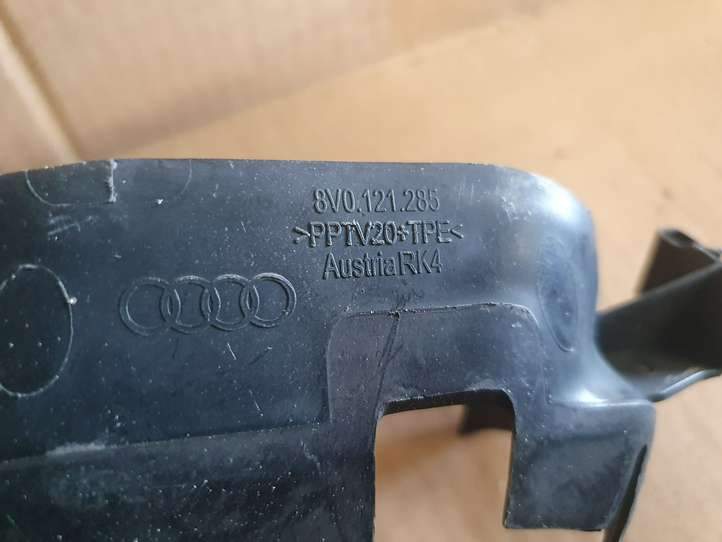 8V0.121.285
>PPTV20+TPE<
Austria RK4